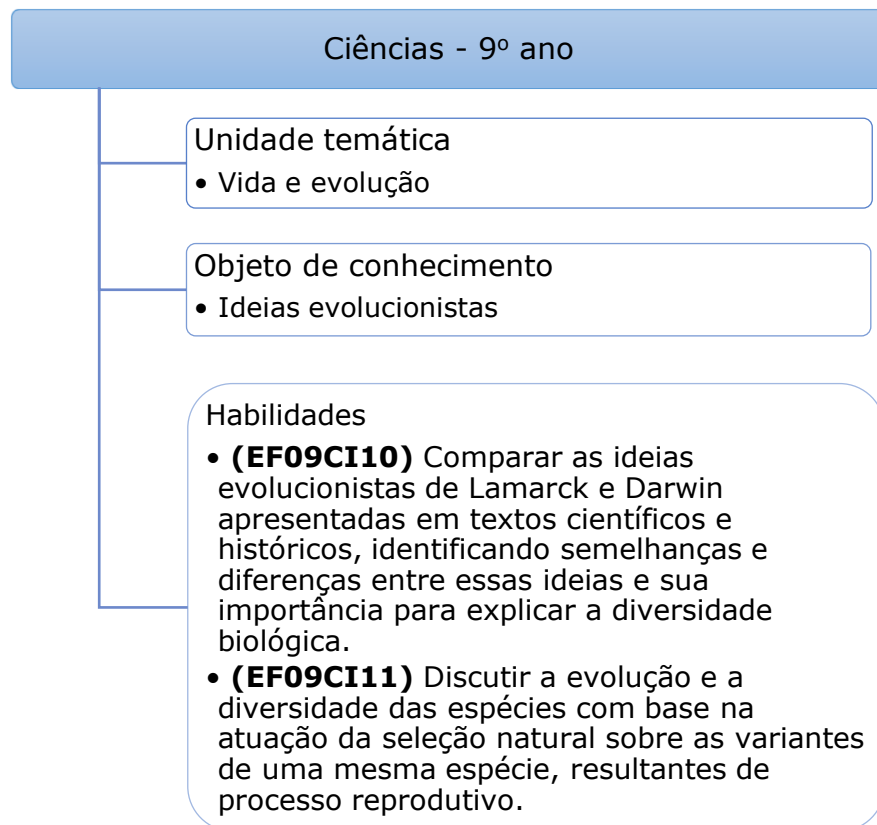 Ciências - 9º ano
Unidade temática
• Vida e evolução
Objeto de conhecimento
• Ideias evolucionistas
Habilidades
• (EF09CI10) Comparar as ideias
evolucionistas de Lamarck e Darwin
apresentadas em textos científicos e
históricos, identificando semelhanças e
diferenças entre essas ideias e sua
importância para explicar a diversidade
biológica.
• (EF09CI11) Discutir a evolução e a
diversidade das espécies com base na
atuação da seleção natural sobre as variantes
de uma mesma espécie, resultantes de
processo reprodutivo.